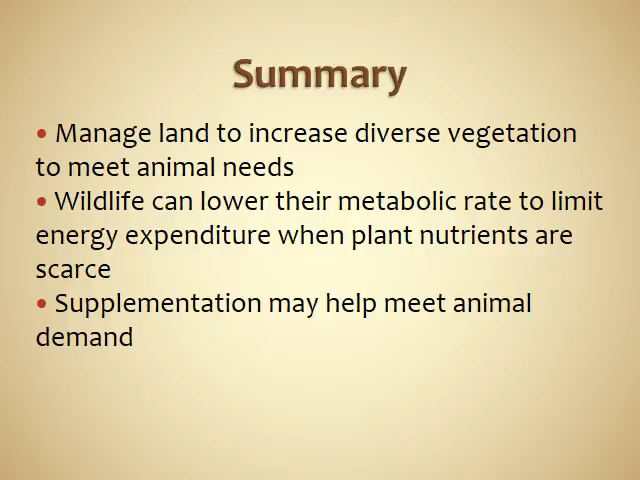 Summary
• Manage land to increase diverse vegetation
to meet animal needs
• Wildlife can lower their metabolic rate to limit
energy expenditure when plant nutrients are
scarce
• Supplementation may help meet animal
demand